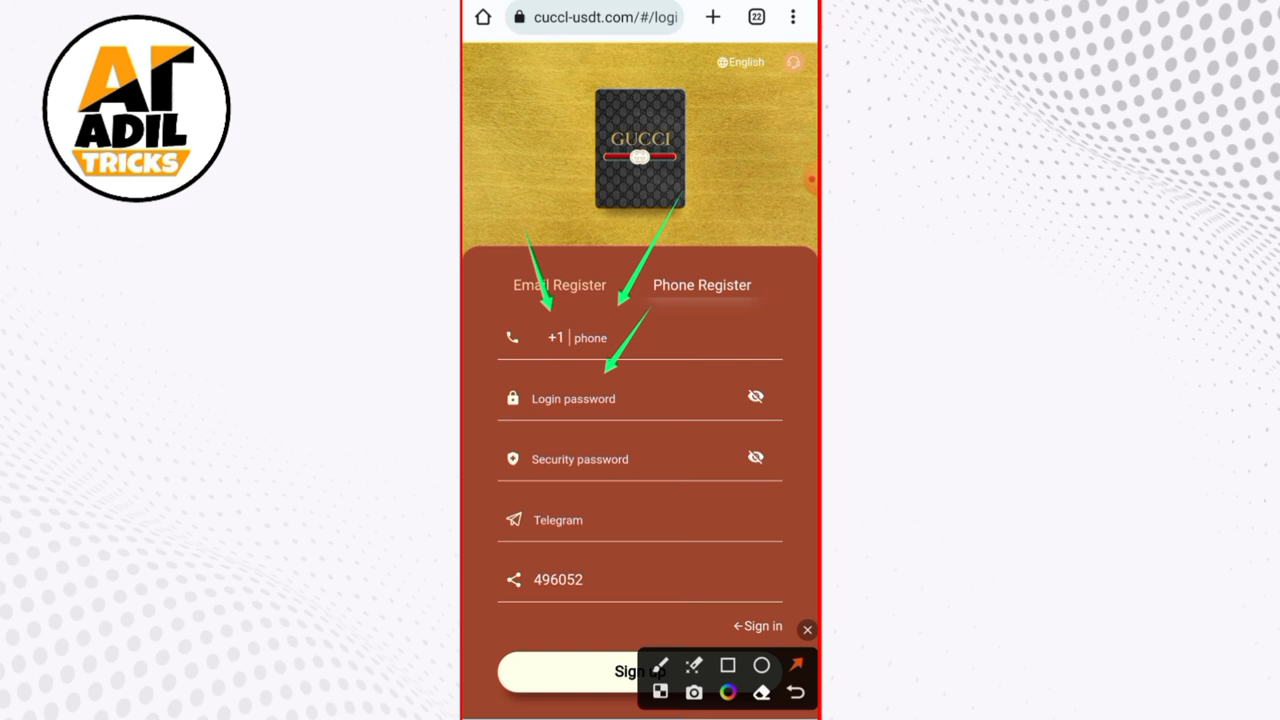 AT
ADIL
TRICKS
cuccl-usdt.com/#/logi
22
English
GUCCI
Email Register
Phone Register
+1
phone
Login password
Security password
Telegram
496052
←Sign in
Sign up